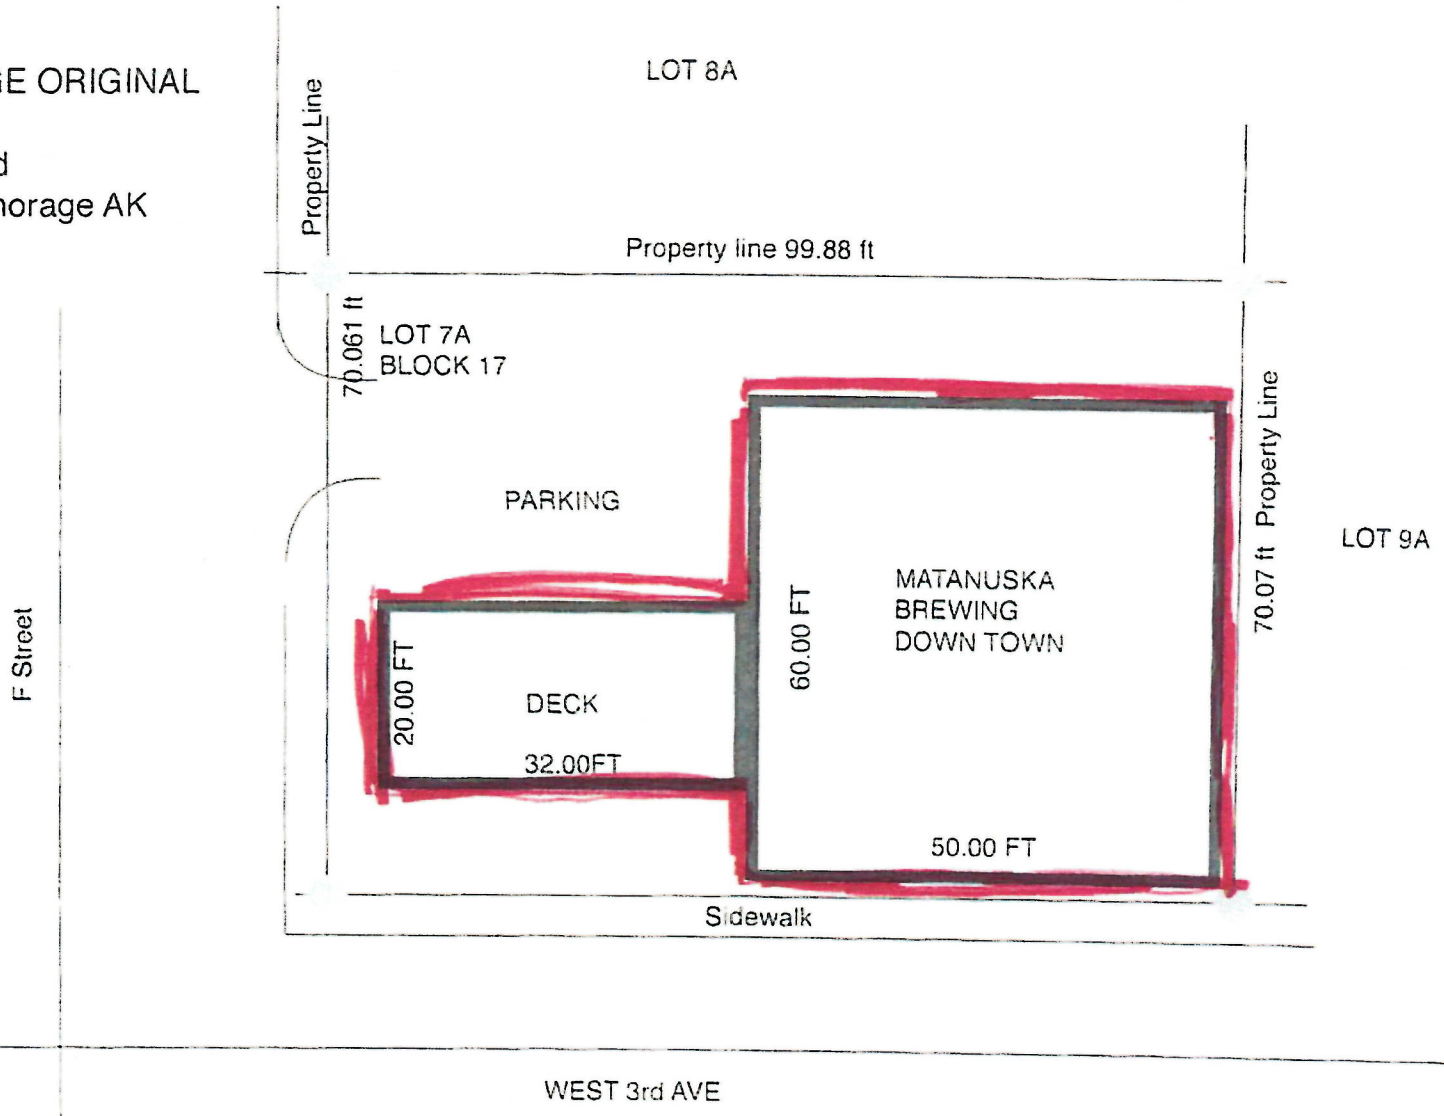 GE ORIGINAL
d
horage AK
LOT 8A
Property Line
Property line 99.88 ft
70.061 ft
LOT 7A
BLOCK 17
PARKING
MATANUSKA
BREWING
DOWN TOWN
60.00 FT
50.00 FT
20.00 FT
DECK
32.00FT
70.07 ft Property Line
LOT 9A
F Street
Sidewalk
WEST 3rd AVE